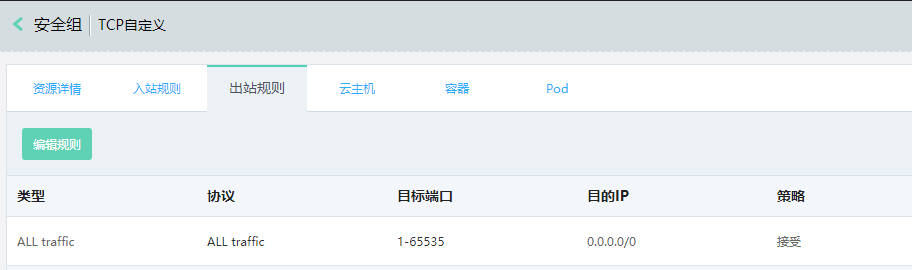 安全组 TCP自定义
资源详情 入站规则 出站规则 云主机 容器 Pod
编辑规则
类型 协议 目标端口 目的IP 策略
ALL traffic ALL traffic 1-65535 0.0.0.0/0 接受